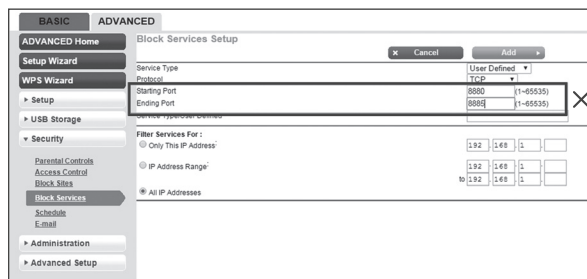 BASIC ADVANCED
ADVANCED Home
Setup Wizard
WPS Wizard
▶ Setup
▶ USB Storage
▼ Security
Parental Controls
Access Control
Block Sites
Block Services
Schedule
E-mail
▶ Administration
▶ Advanced Setup
Block Services Setup
× Cancel Add ▶
Service Type User Defined ▼
Protocol TCP ▼
Starting Port 8880 (1~65535)
Ending Port 8885 (1~65535)
Service Type/User Defined
Filter Services For :
Only This IP Address: 192 . 168 . 1 .
IP Address Range: 192 . 168 . 1 .
to 192 . 168 . 1 .
All IP Addresses